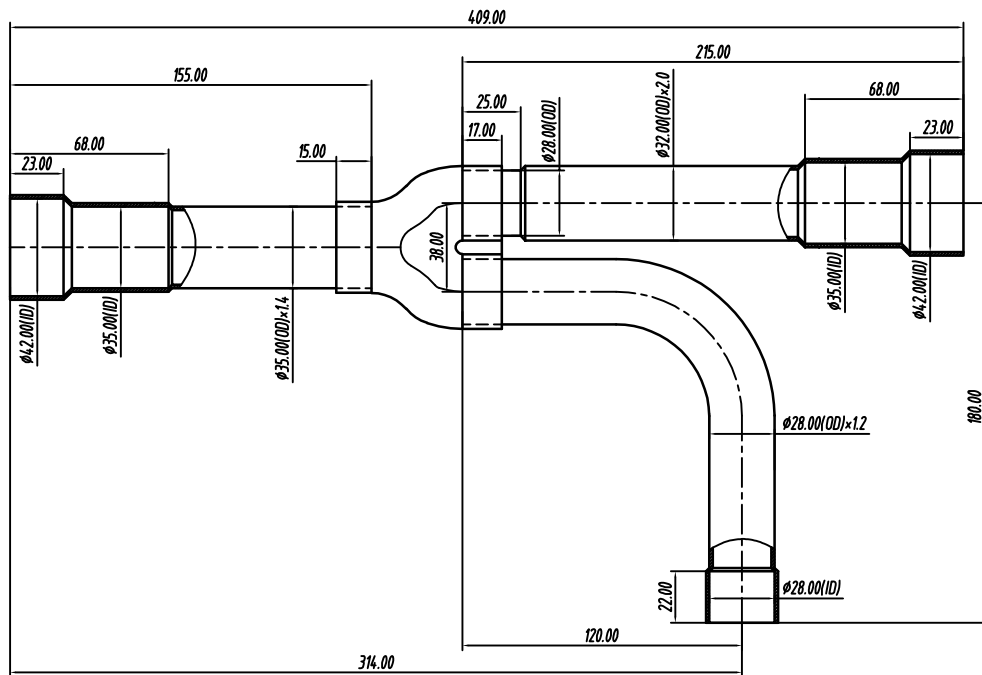 409.00
215.00
155.00
68.00
25.00
68.00
15.00
17.00
23.00
23.00
ø28.00(OD)
ø32.00(OD)×2.0
38.00
ø42.00(ID)
ø35.00(ID)
ø35.00(OD)×1.4
ø35.00(ID)
ø42.00(ID)
180.00
ø28.00(OD)×1.2
22.00
ø28.00(ID)
120.00
314.00